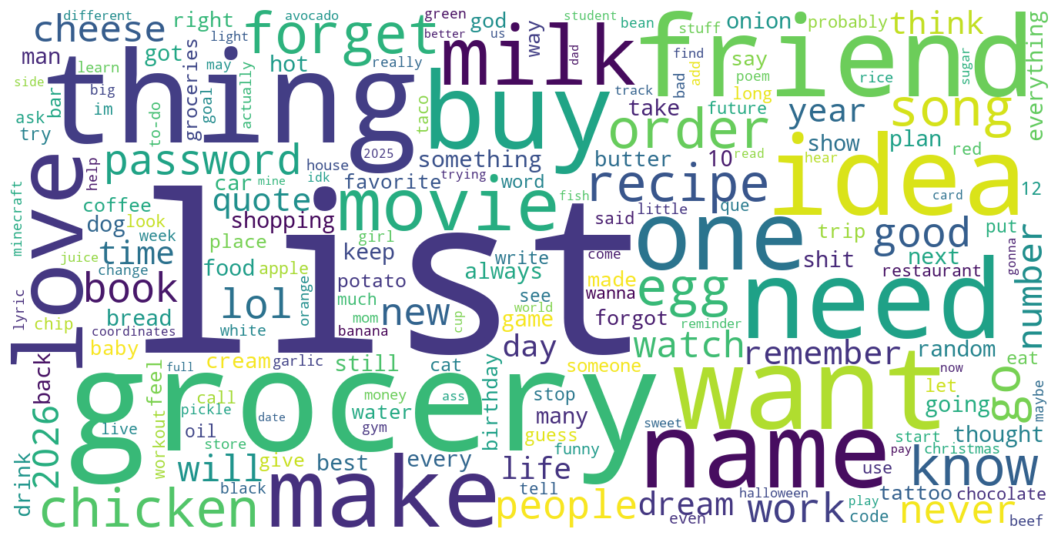 different avocado green student bean stuff onion probably think
cheese light right forget god better us way milk dad friend find say poem rice sugar everything
man got hot really add bad long
side learn big may goal actually groceries thing taco buy track take future song
ask try im bar to-do 2025 order year show plan red
minecraft love help password car house idk something butter 10 read hear
coffee quote mine trying favorite word fish recipe idea card 12
dog look shopping movie said little que trip good put number
time week place list girl keep one come shit next restaurant gonna
juice change food apple write always made wanna
lyric book lol orange potato new see egg need
chip bread white much mom banana cup world game forgot reminder
coordinates day watch remember random eat
back baby cream garlic still cat someone now
feel full grocery birthday want let going go maybe
2026 call pickle money ass stop many sweet thought
live water date gym funny guess name start christmas
drink workout oil store will give best every life tell pay use know
black make people dream halloween play tattoo chocolate
chicken even work code never beef